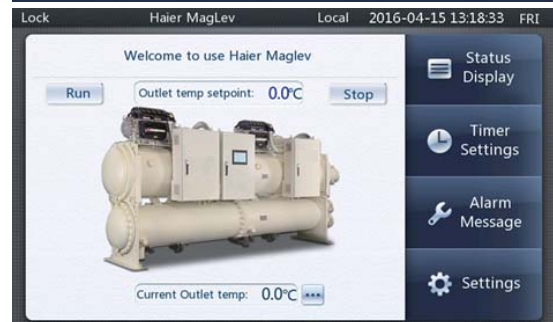 Lock Haier MagLev Local 2016-04-15 13:18:33 FRI
Welcome to use Haier Maglev
Run Outlet temp setpoint: 0.0℃ Stop
Current Outlet temp: 0.0℃ •••
Status
Display
Timer
Settings
Alarm
Message
Settings